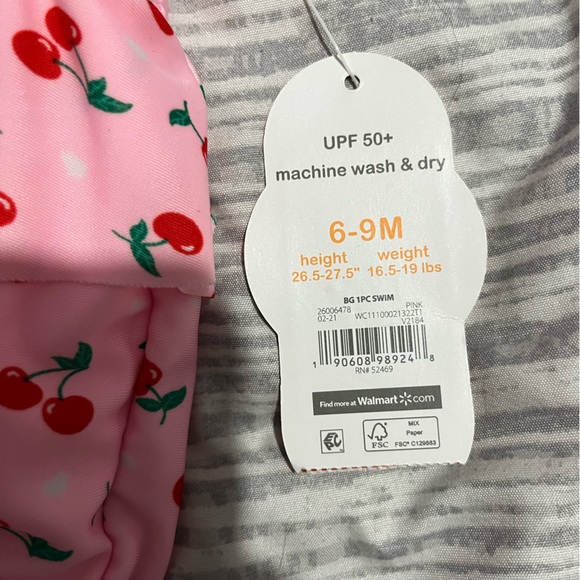 UPF 50+
machine wash & dry
6-9M
height weight
26.5-27.5" 16.5-19 lbs
BG 1PC SWIM
26006478 PINK
02-21 WC11100021322T1
V2184
1 90608 98924 8
RN# 52469
Find more at Walmart.com
FSC
MIX
Paper
FSC® C129883